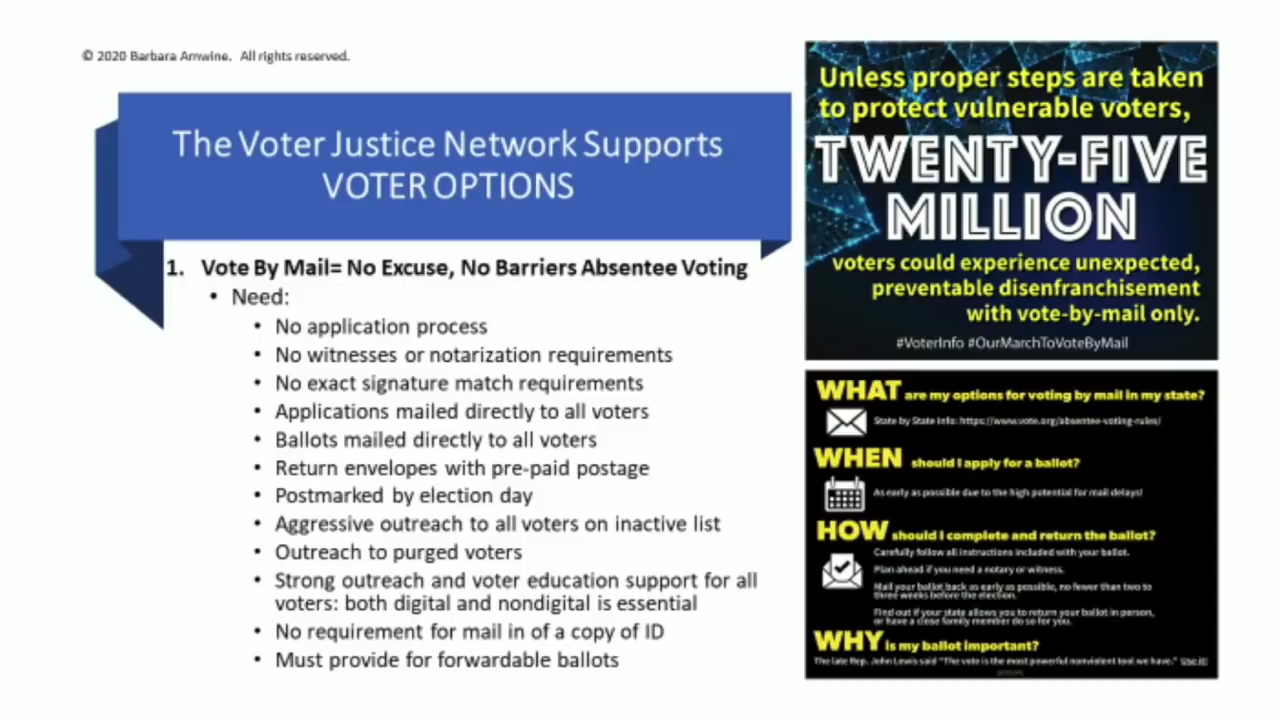 © 2020 Barbara Arnwine. All rights reserved.
The Voter Justice Network Supports
VOTER OPTIONS
1. Vote By Mail= No Excuse, No Barriers Absentee Voting
• Need:
• No application process
• No witnesses or notarization requirements
• No exact signature match requirements
• Applications mailed directly to all voters
• Ballots mailed directly to all voters
• Return envelopes with pre-paid postage
• Postmarked by election day
• Aggressive outreach to all voters on inactive list
• Outreach to purged voters
• Strong outreach and voter education support for all
voters: both digital and nondigital is essential
• No requirement for mail in of a copy of ID
• Must provide for forwardable ballots
Unless proper steps are taken
to protect vulnerable voters,
TWENTY-FIVE
MILLION
voters could experience unexpected,
preventable disenfranchisement
with vote-by-mail only.
#VoterInfo #OurMarchToVoteByMail
WHAT are my options for voting by mail in my state?
State by State Info: https://www.vote.org/absentee-voting-rules/
WHEN should I apply for a ballot?
As early as possible due to the high potential for mail delays!
HOW should I complete and return the ballot?
Carefully follow all instructions included with your ballot.
Plan ahead if you need a notary or witness.
Mail your ballot back as early as possible, no fewer than two to
three weeks before the election.
Find out if your state allows you to return your ballot in person,
or have a close family member do so for you.
WHY is my ballot important?
The late Rep. John Lewis said "The vote is the most powerful nonviolent tool we have." Use it!